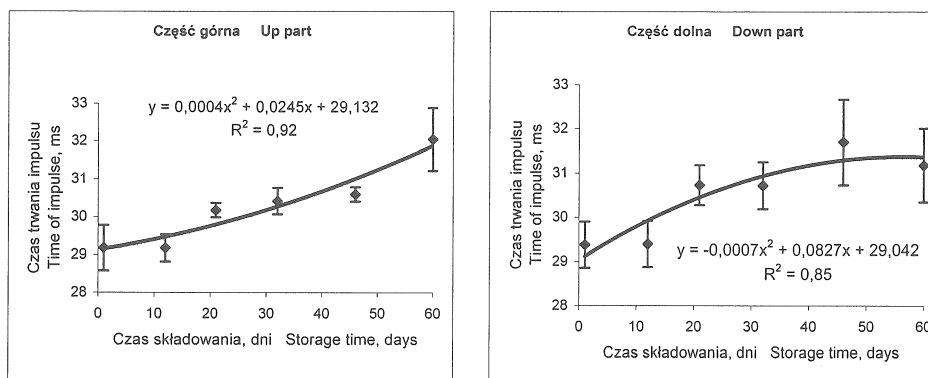 Część górna Up part
Czas trwania impulsu
Time of impulse, ms
y = 0,0004x² + 0,0245x + 29,132
R² = 0,92
33
32
31
30
29
28
0 10 20 30 40 50 60
Czas składowania, dni Storage time, days
Część dolna Down part
Czas trwania impulsu
Time of impulse, ms
33
32
31
30
29
28
y = -0,0007x² + 0,0827x + 29,042
R² = 0,85
0 10 20 30 40 50 60
Czas składowania, dni Storage time, days